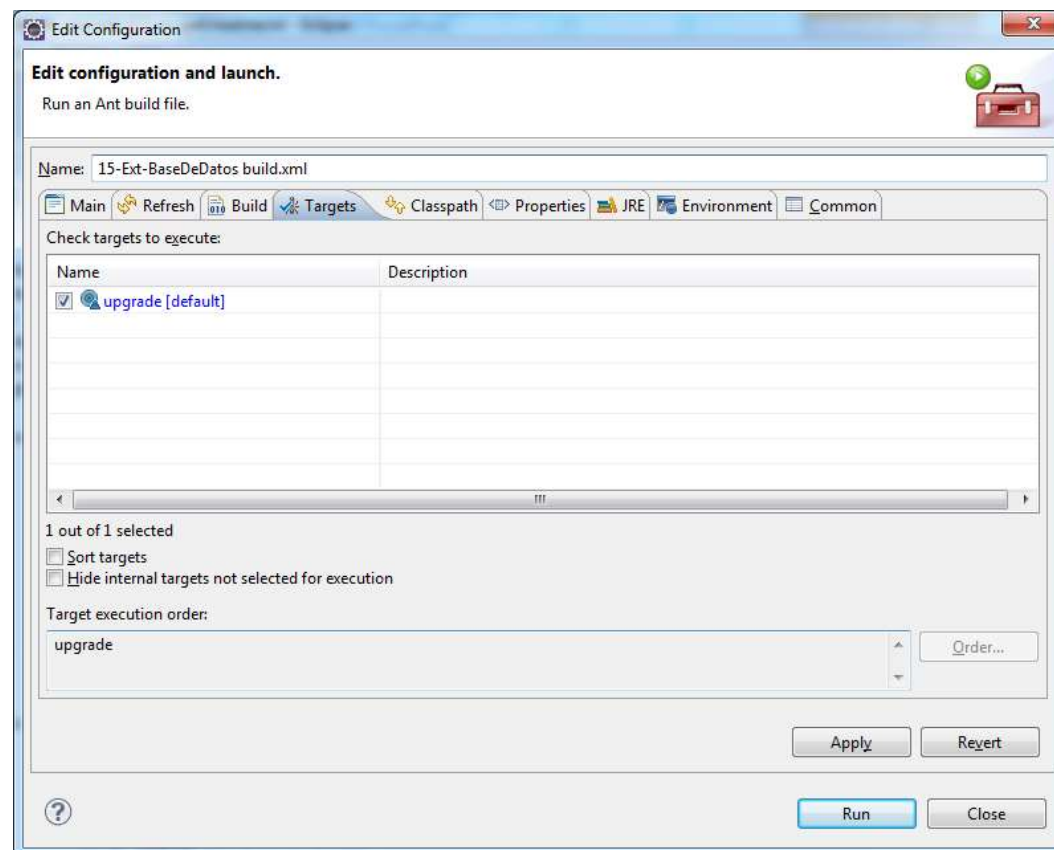 Edit Configuration
Edit configuration and launch.
Run an Ant build file.
Name: 15-Ext-BaseDeDatos build.xml
Main Refresh Build Targets Classpath Properties JRE Environment Common
Check targets to execute:
Name Description
upgrade [default]
1 out of 1 selected
Sort targets
Hide internal targets not selected for execution
Target execution order:
upgrade
Order...
Apply Revert
Run Close